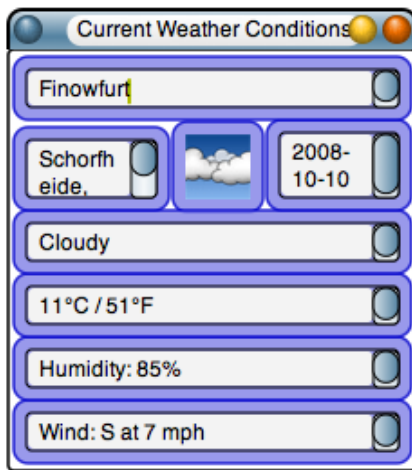 Current Weather Conditions
Finowfurt
Schorfh
eide,
2008-
10-10
Cloudy
11°C / 51°F
Humidity: 85%
Wind: S at 7 mph